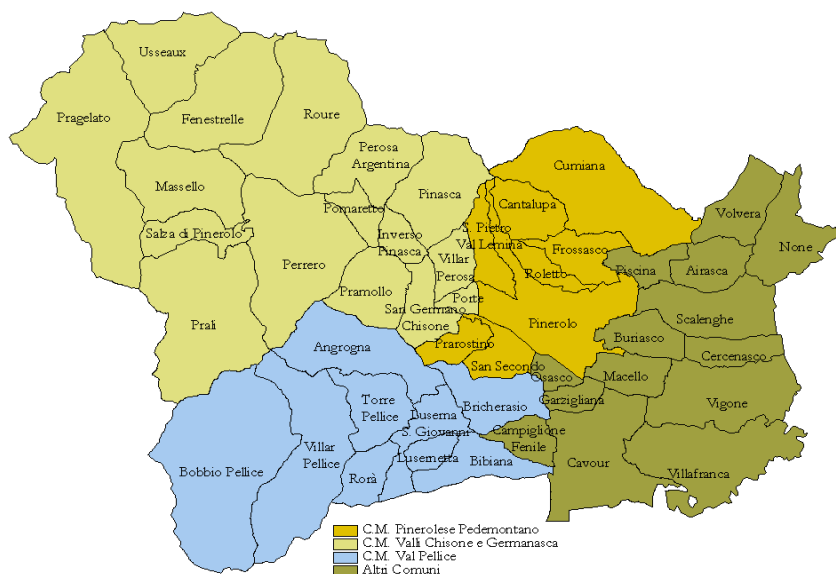 Usseaux
Pragelato
Fenestrelle
Roure
Perosa
Argentina
Cumiana
Massello
Pinasca
Cantalupa
Pomaretto
Volvera
Salza di Pinerolo
Inverso
Pinasca
S. Pietro
Val Lemina
None
Frossasco
Perrero
Villar
Perosa
Roletto
Piscina
Airasca
Pramollo
Porte
Prali
San Germano
Chisone
Pinerolo
Scalenghe
Buriasco
Angrogna
Prarostino
Cercenasco
San Secondo
Osasco
Macello
Torre
Pellice
Luserna
S. Giovanni
Bricherasio
Garzigliana
Vigone
Campiglione
Fenile
Villar
Pellice
Bobbio Pellice
Lusernetta
Bibiana
Cavour
Rorà
Villafranca
C.M. Pinerolese Pedemontano
C.M. Valli Chisone e Germanasca
C.M. Val Pellice
Altri Comuni